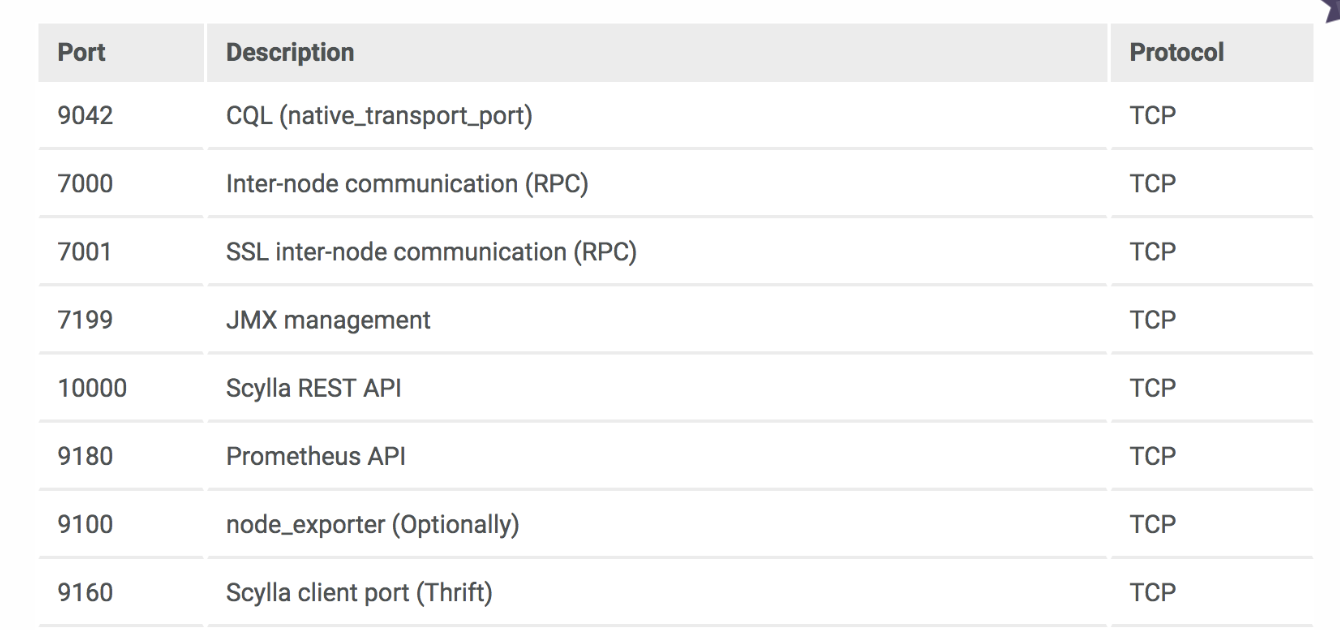 Port Description Protocol
9042 CQL (native_transport_port) TCP
7000 Inter-node communication (RPC) TCP
7001 SSL inter-node communication (RPC) TCP
7199 JMX management TCP
10000 Scylla REST API TCP
9180 Prometheus API TCP
9100 node_exporter (Optionally) TCP
9160 Scylla client port (Thrift) TCP